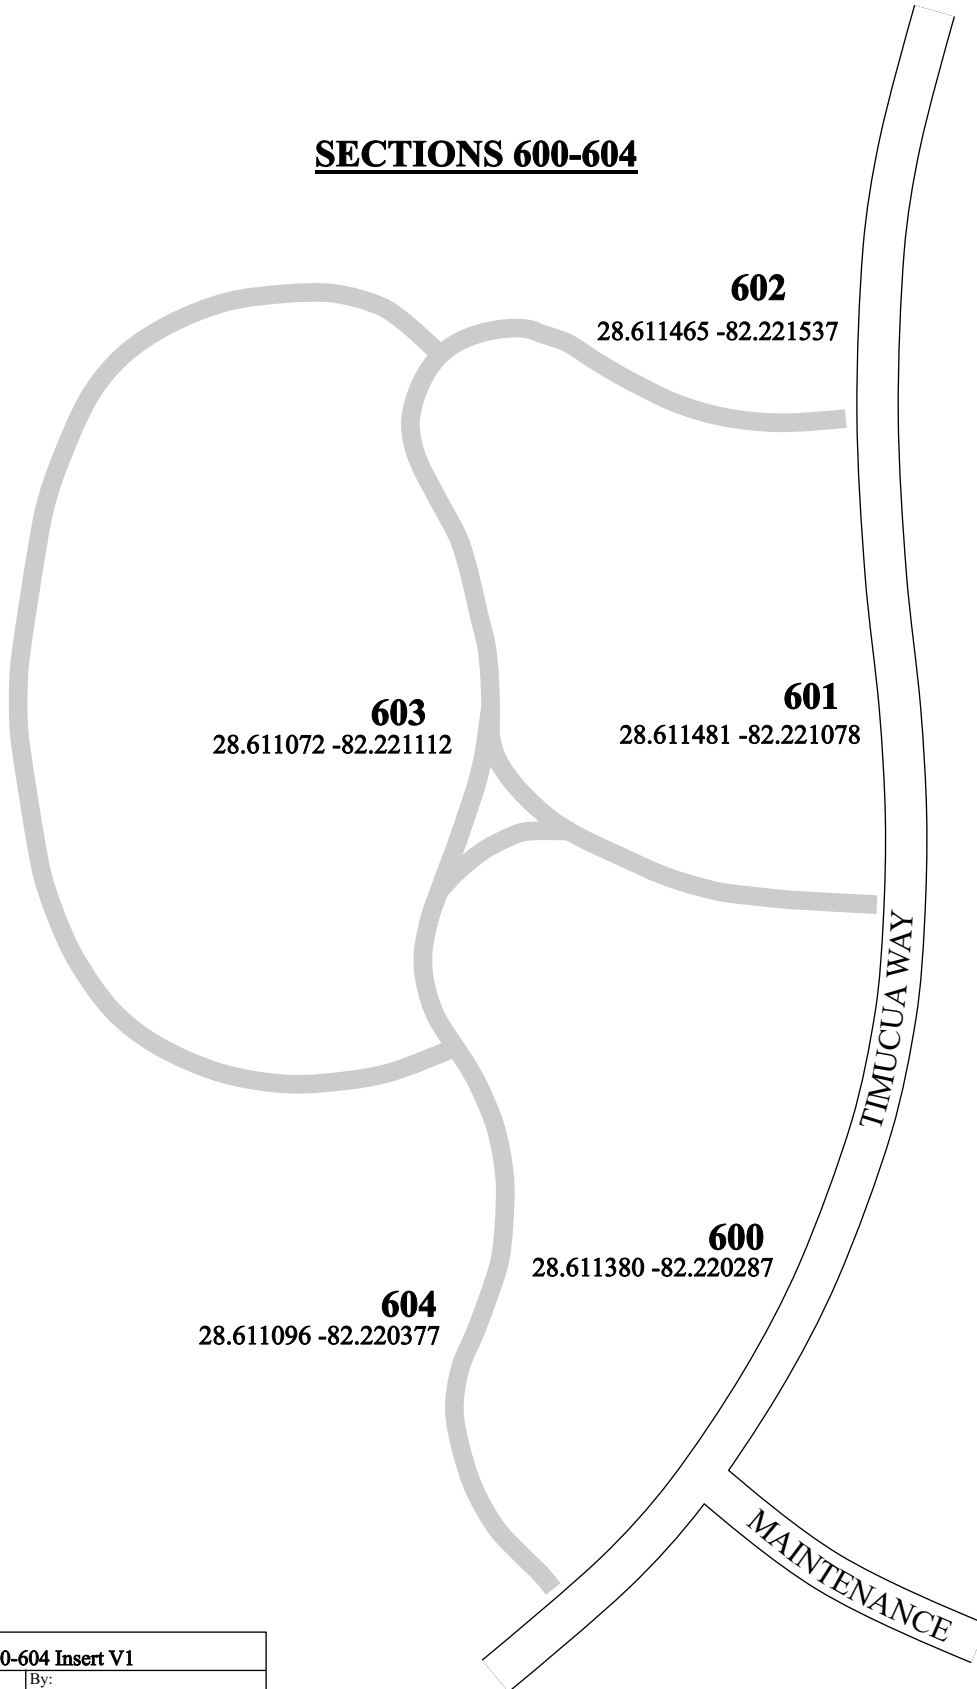 SECTIONS 600-604
602
28.611465 -82.221537
601
28.611481 -82.221078
603
28.611072 -82.221112
TIMUCUA WAY
600
28.611380 -82.220287
604
28.611096 -82.220377
MAINTENANCE
0-604 Insert V1
By: